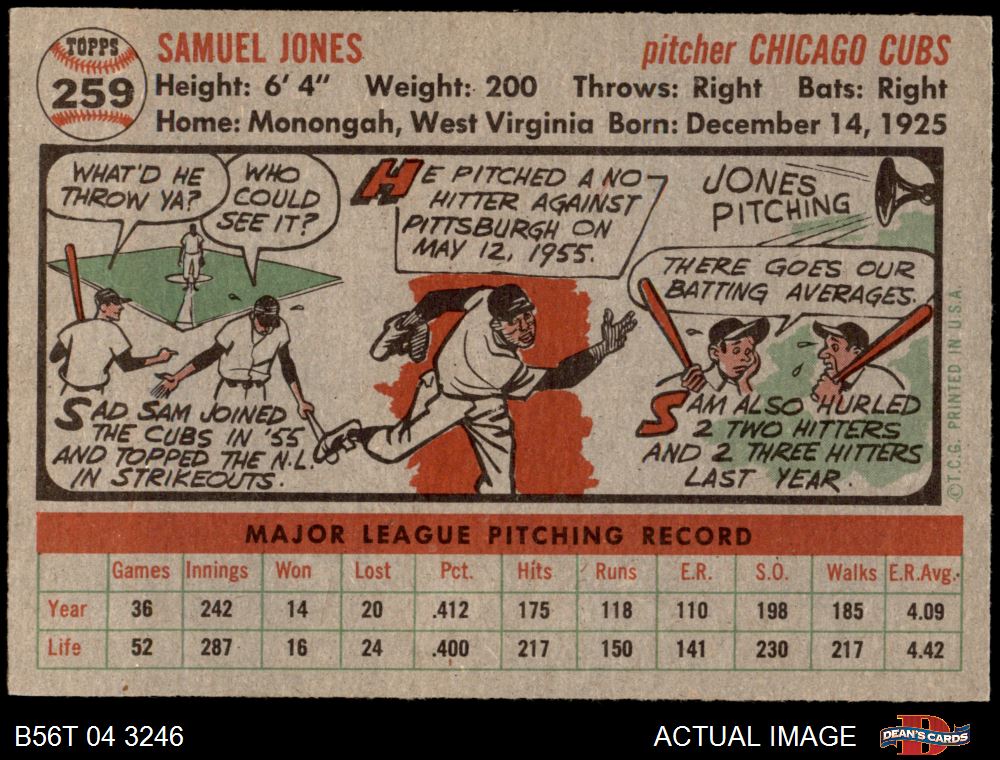 TOPPS
259
SAMUEL JONES
pitcher CHICAGO CUBS
Height: 6' 4" Weight: 200 Throws: Right Bats: Right
Home: Monongah, West Virginia Born: December 14, 1925
WHAT'D HE
THROW YA?
WHO
COULD
SEE IT?
SAD SAM JOINED
THE CUBS IN '55
AND TOPPED THE N.L.
IN STRIKEOUTS.
HE PITCHED A NO-
HITTER AGAINST
PITTSBURGH ON
MAY 12, 1955.
JONES
PITCHING
THERE GOES OUR
BATTING AVERAGES.
SAM ALSO HURLED
2 TWO HITTERS
AND 2 THREE HITTERS
LAST YEAR.
©T.C.G. PRINTED IN U.S.A.
MAJOR LEAGUE PITCHING RECORD
Games Innings Won Lost Pct. Hits Runs E.R. S.O. Walks E.R.Avg.
Year 36 242 14 20 .412 175 118 110 198 185 4.09
Life 52 287 16 24 .400 217 150 141 230 217 4.42
B56T 04 3246
ACTUAL IMAGE
D
DEAN'S CARDS